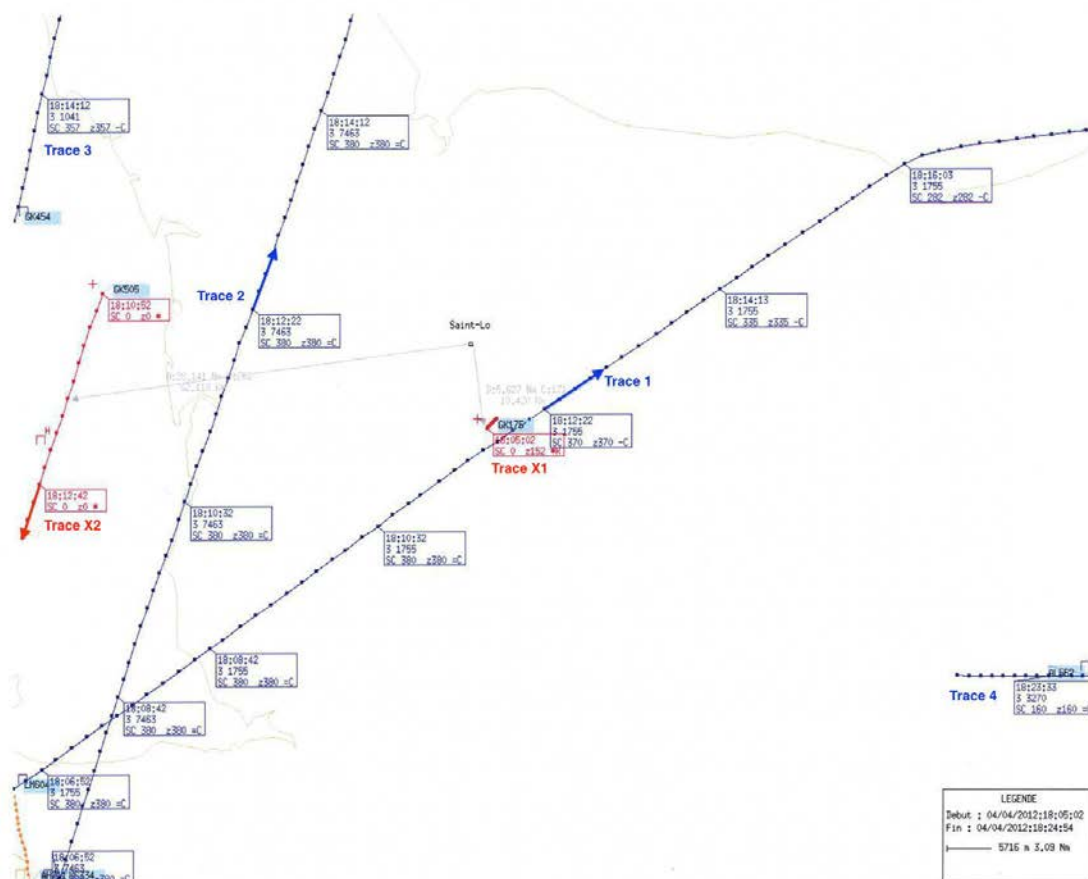 18:14:12
3 1041
SC 357 z357 -C
Trace 3
GK454
18:14:12
3 7463
SC 380 z380 =C
18:16:03
3 1755
SC 282 z282 -C
GK505
18:10:52
SC 0 z0 *
Trace 2
18:12:22
3 7463
SC 380 z380 =C
Saint-Lo
18:14:13
3 1755
SC 335 z335 -C
Trace 1
18:12:22
3 1755
SC 370 z370 -C
18:05:02
SC 0 z152
Trace X1
M
18:12:42
SC 0 z0 *
Trace X2
18:10:32
3 7463
SC 380 z380 =C
18:10:32
3 1755
SC 380 z380 =C
18:08:42
3 1755
SC 380 z380 =C
18:08:42
3 7463
SC 380 z380 =C
Trace 4
18:23:33
3 3270
SC 160 z160
18:06:52
3 1755
SC 380 z380 =C
18:06:52
3 7463
z380 =C
LEGENDE
Debut : 04/04/2012:18:05:02
Fin : 04/04/2012:18:24:54
5716 m 3.09 Nm